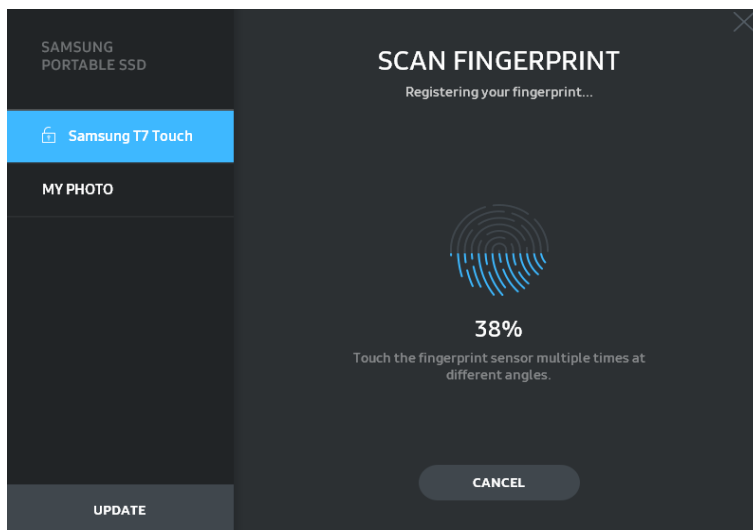 SAMSUNG
PORTABLE SSD
Samsung T7 Touch
MY PHOTO
UPDATE
SCAN FINGERPRINT
Registering your fingerprint...
38%
Touch the fingerprint sensor multiple times at
different angles.
CANCEL